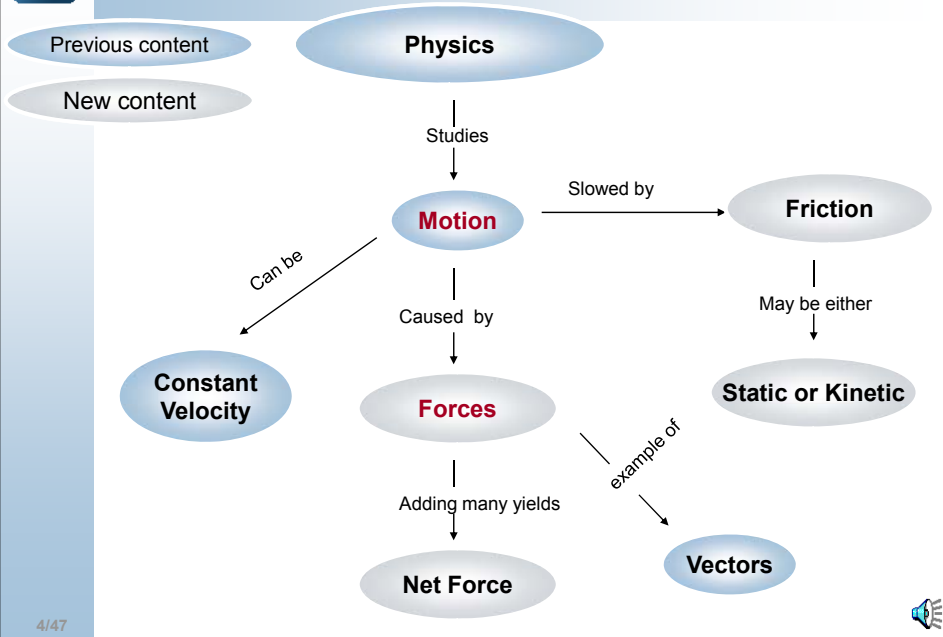 Previous content
Physics
New content
Studies
Motion
Slowed by
Friction
Can be
Caused by
May be either
Constant
Velocity
Forces
Static or Kinetic
example of
Adding many yields
Vectors
Net Force
4/47